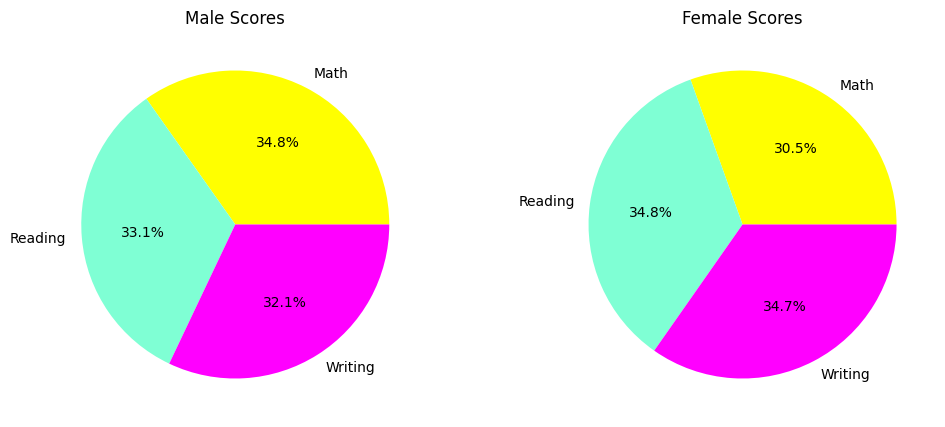 Male Scores
Math
34.8%
Reading
33.1%
32.1%
Writing
Female Scores
Math
30.5%
Reading
34.8%
34.7%
Writing